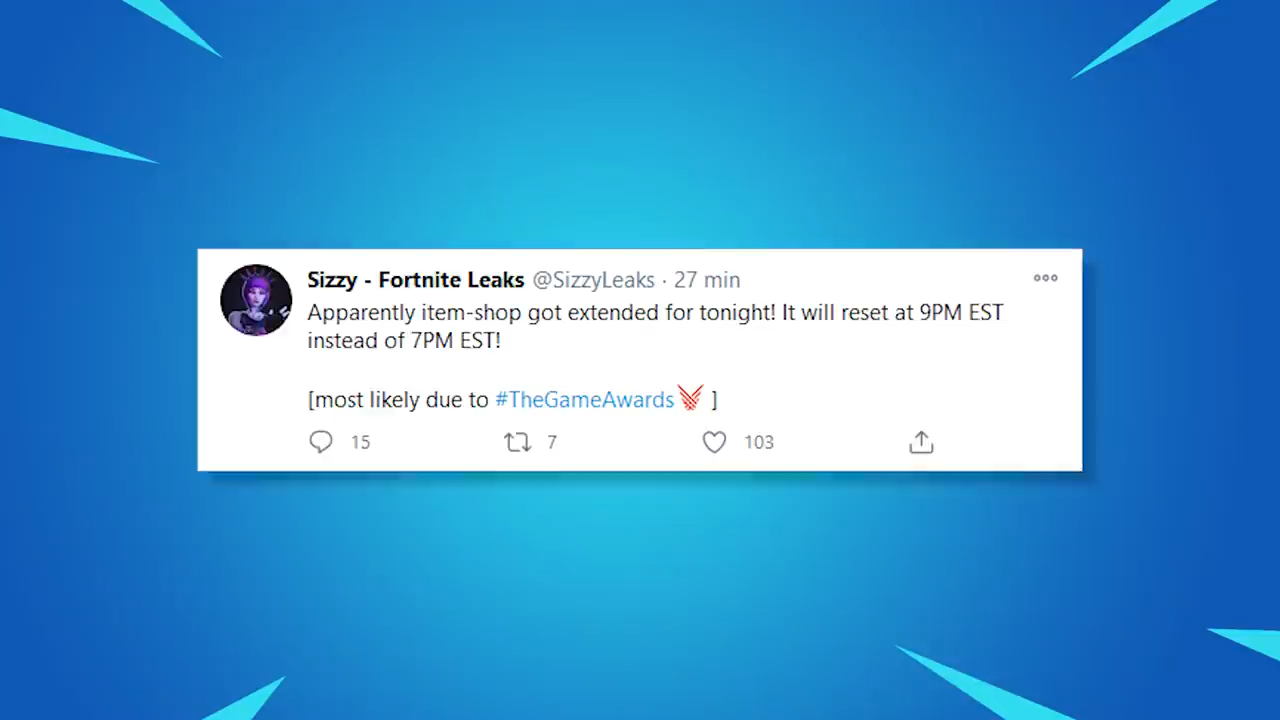 Sizzy - Fortnite Leaks @SizzyLeaks · 27 min
Apparently item-shop got extended for tonight! It will reset at 9PM EST
instead of 7PM EST!
[most likely due to #TheGameAwards ]
15 7 103